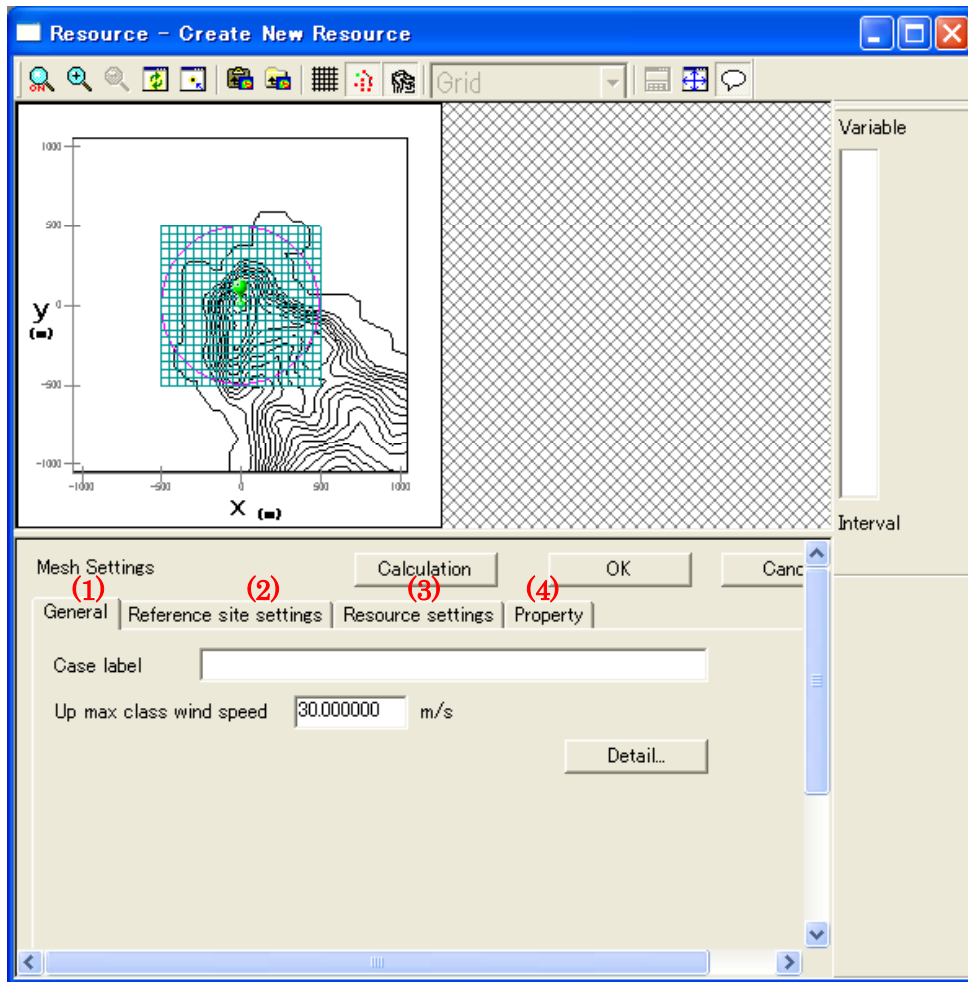 Resource - Create New Resource
ON
Grid
Variable
1000
500
y 0
(m)
-500
-1000
-1000 -500 0 500 1000
x (m)
Interval
Mesh Settings Calculation OK Canc
(1) (2) (3) (4)
General Reference site settings Resource settings Property
Case label
Up max class wind speed 30.000000 m/s
Detail...